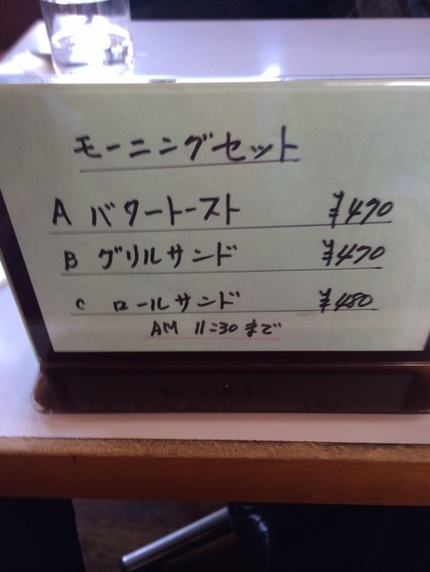 モーニングセット
A バタートースト ¥470
B グリルサンド ¥470
C ロールサンド ¥480
AM 11:30まで